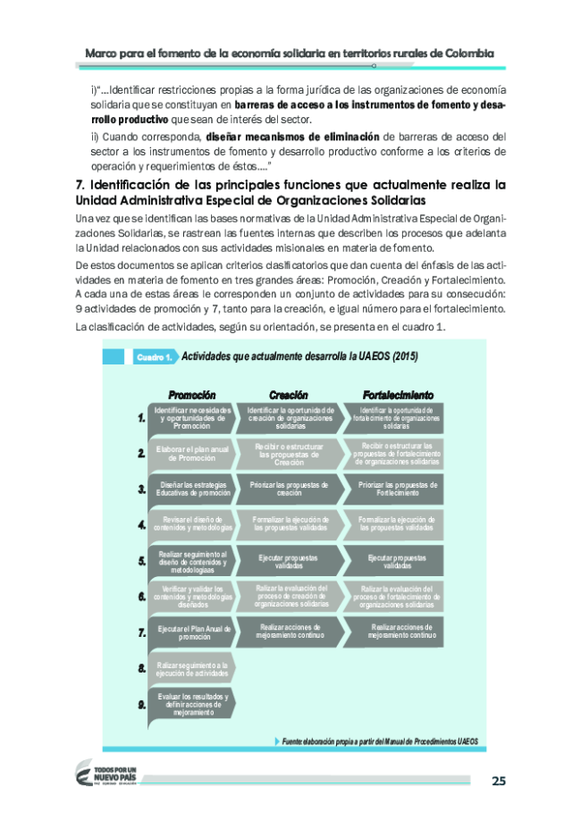 Marco para el fomento de la economía solidaria en territorios rurales de Colombia
i)“...Identificar restricciones propias a la forma jurídica de las organizaciones de economía
solidaria que se constituyan en barreras de acceso a los instrumentos de fomento y desa-
rrollo productivo que sean de interés del sector.
ii) Cuando corresponda, diseñar mecanismos de eliminación de barreras de acceso del
sector a los instrumentos de fomento y desarrollo productivo conforme a los criterios de
operación y requerimientos de éstos....”
7. Identificación de las principales funciones que actualmente realiza la
Unidad Administrativa Especial de Organizaciones Solidarias
Una vez que se identifican las bases normativas de la Unidad Administrativa Especial de Organi-
zaciones Solidarias, se rastrean las fuentes internas que describen los procesos que adelanta
la Unidad relacionados con sus actividades misionales en materia de fomento.
De estos documentos se aplican criterios clasificatorios que dan cuenta del énfasis de las acti-
vidades en materia de fomento en tres grandes áreas: Promoción, Creación y Fortalecimiento.
A cada una de estas áreas le corresponden un conjunto de actividades para su consecución:
9 actividades de promoción y 7, tanto para la creación, e igual número para el fortalecimiento.
La clasificación de actividades, según su orientación, se presenta en el cuadro 1.
Cuadro 1. Actividades que actualmente desarrolla la UAEOS (2015)
Promoción Creación Fortalecimiento
1.
Identificar necesidades
y oportunidades de
Promoción
Identificar la oportunidad de
creación de organizaciones
solidarias
Identificar la oportunidad de
fortalecimiento de organizaciones
solidarias
2.
Elaborar el plan anual
de Promoción
Recibir o estructurar
las propuestas de
Creación
Recibir o estructurar las
propuestas de fortalecimiento
de organizaciones solidarias
3.
Diseñar las estrategias
Educativas de promoción
Priorizar las propuestas de
creación
Priorizar las propuestas de
Fortlecimiento
4.
Revisar el diseño de
contenidos y metodologías
Formalizar la ejecución de
las propuestas validadas
Formalizar la ejecución de
las propuestas validadas
5.
Realizar seguimiento al
diseño de contenidos y
metodologiaas
Ejecutar propuestas
validadas
Ejecutar propuestas
validadas
6.
Verificar y validar los
contenidos y metodologías
diseñados
Ralizar la evaluación del
proceso de creación de
organizaciones solidarias
Ralizar la evaluación del
proceso de fortalecimiento de
organizaciones solidarias
7.
Ejecutar el Plan Anual de
promoción
Realizar acciones de
mejoramiento continuo
Realizar acciones de
mejoramiento continuo
8.
Ralizar seguimiento a la
ejecución de actividades
9.
Evaluar los resultados y
definir acciones de
mejoramiento
Fuente: elaboración propia a partir del Manual de Procedimientos UAEOS
TODOS POR UN
NUEVO PAÍS
25